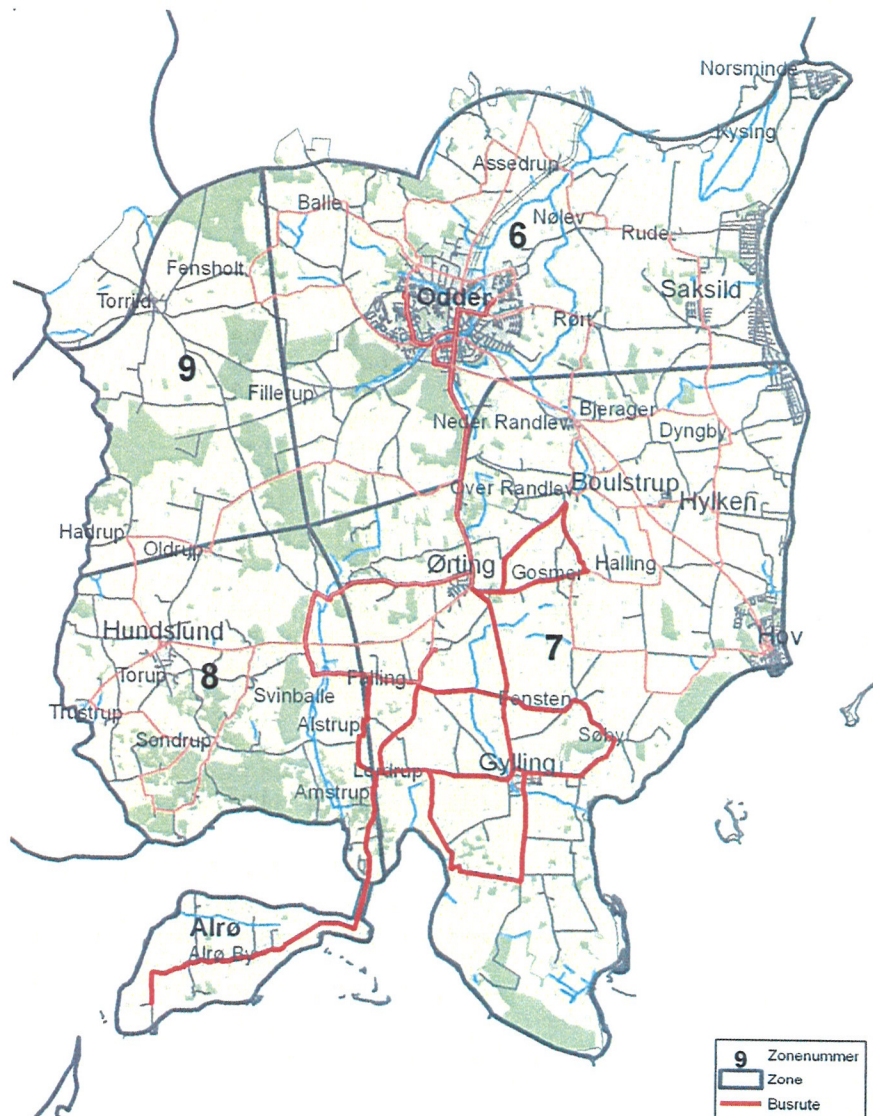 Norsminde
Kysing
Assedrup
Balle
Nølev
6
Rude
Fensholt
Saksild
Torrild
Odder
Rørt
9
Fillerup
Bjerager
Neder Randlev
Dyngby
Over Randlev
Boulstrup
Hylken
Hadrup
Oldrup
Ørting
Gosmer
Halling
Hundslund
Hov
7
Torup
8
Falling
Svinballe
Fensten
Trustrup
Alstrup
Søby
Søndrup
Gylling
Lerdrup
Amstrup
Alrø
Alrø By
9 Zonenummer
Zone
Busrute